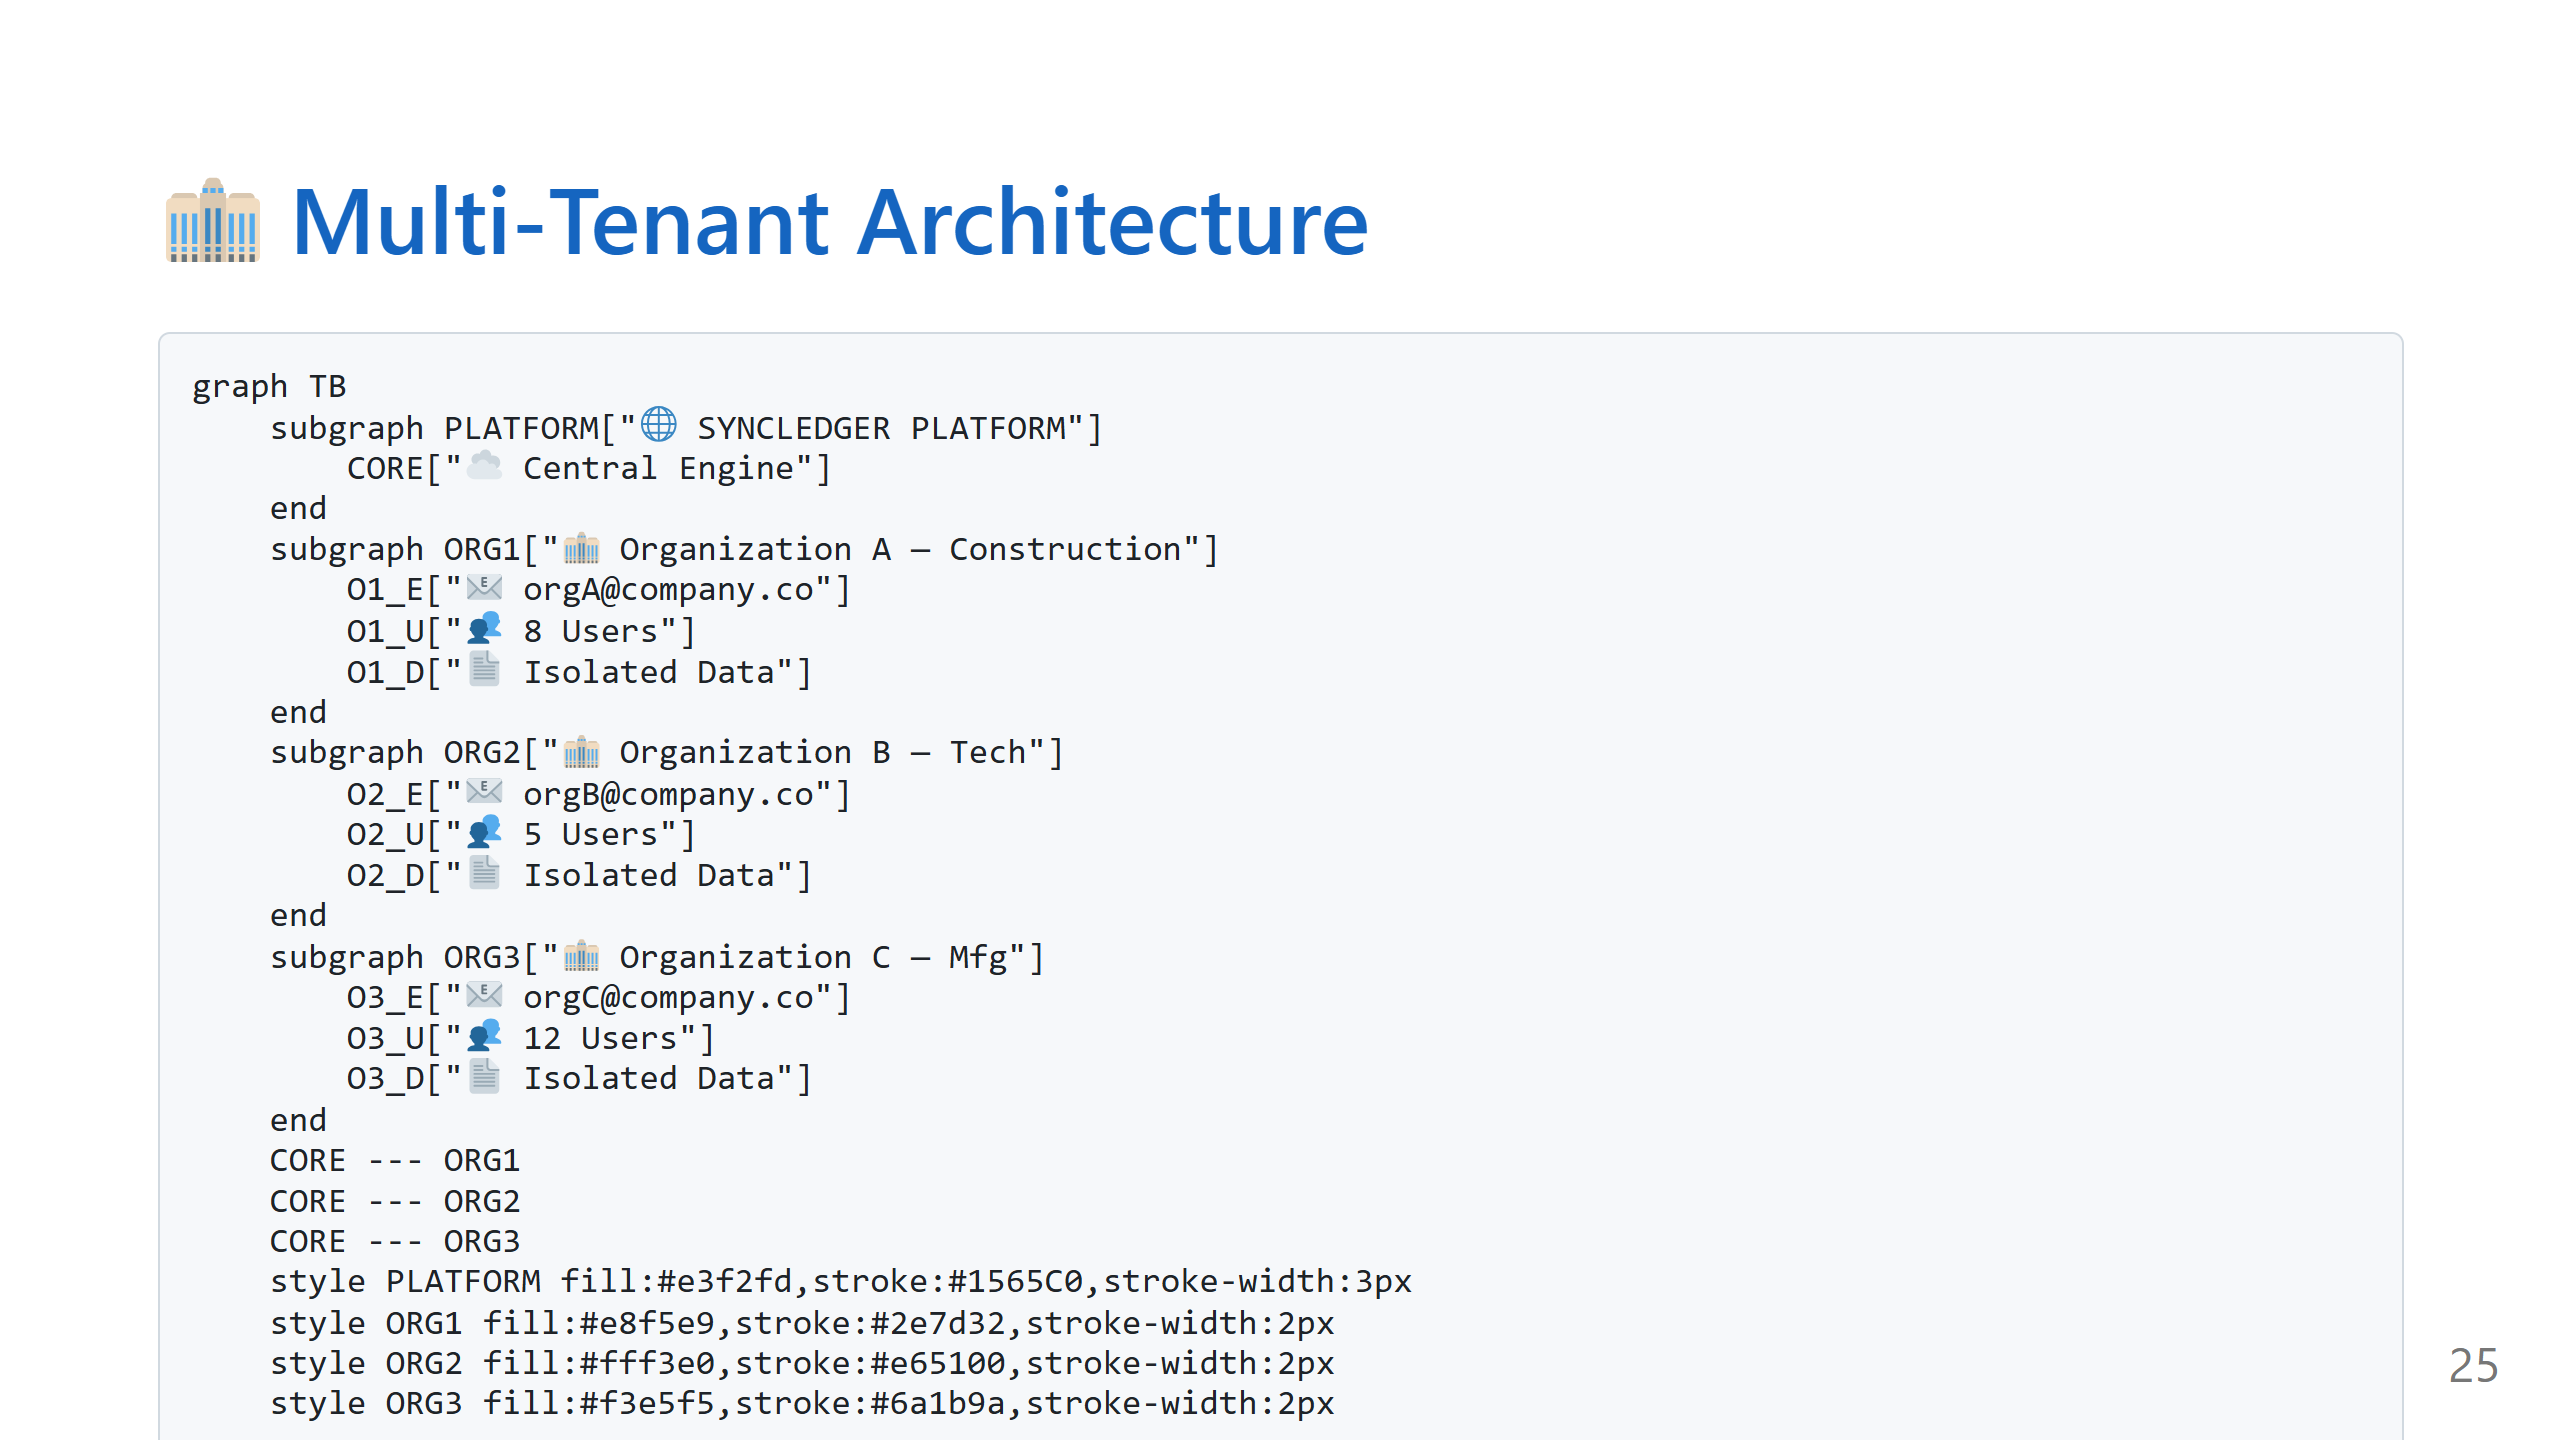 🏢 Multi-Tenant Architecture
graph TB
    subgraph PLATFORM["🌐 SYNCLEDGER PLATFORM"]
        CORE["☁️ Central Engine"]
    end
    subgraph ORG1["🏢 Organization A — Construction"]
        O1_E["📧 orgA@company.co"]
        O1_U["👥 8 Users"]
        O1_D["📄 Isolated Data"]
    end
    subgraph ORG2["🏢 Organization B — Tech"]
        O2_E["📧 orgB@company.co"]
        O2_U["👥 5 Users"]
        O2_D["📄 Isolated Data"]
    end
    subgraph ORG3["🏢 Organization C — Mfg"]
        O3_E["📧 orgC@company.co"]
        O3_U["👥 12 Users"]
        O3_D["📄 Isolated Data"]
    end
    CORE --- ORG1
    CORE --- ORG2
    CORE --- ORG3
    style PLATFORM fill:#e3f2fd,stroke:#1565C0,stroke-width:3px
    style ORG1 fill:#e8f5e9,stroke:#2e7d32,stroke-width:2px
    style ORG2 fill:#fff3e0,stroke:#e65100,stroke-width:2px
    style ORG3 fill:#f3e5f5,stroke:#6a1b9a,stroke-width:2px
25